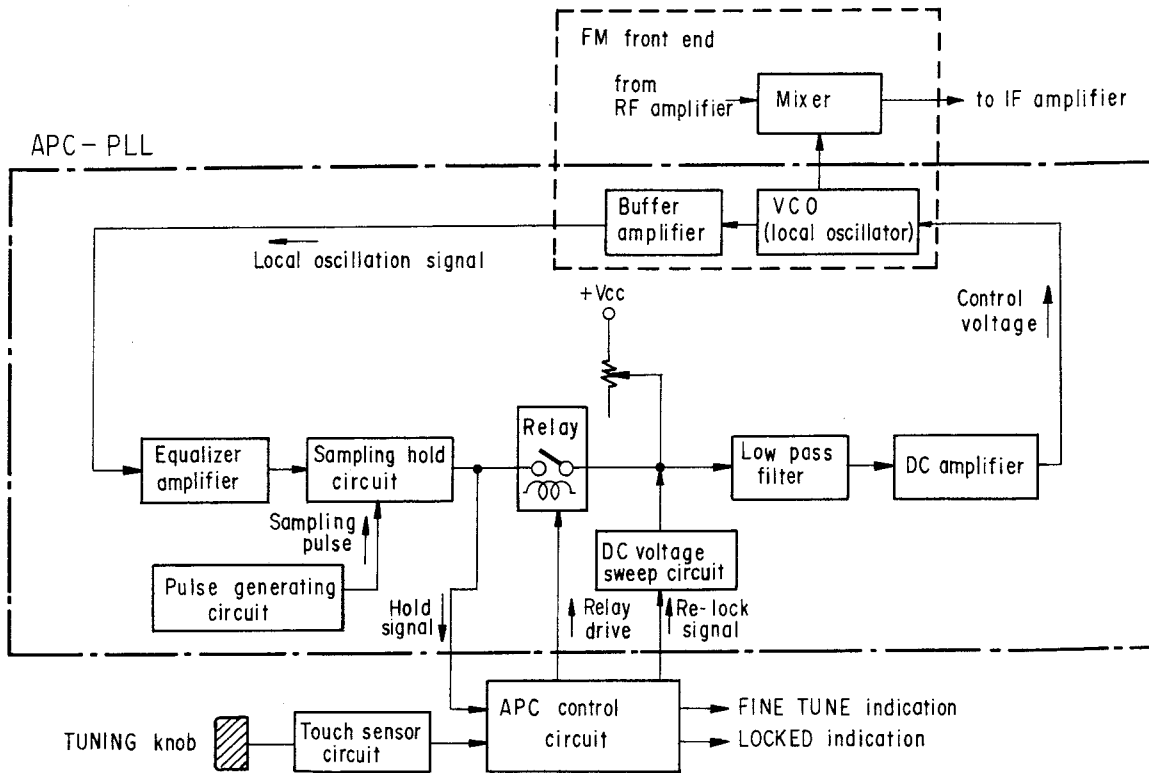 FM front end
from
RF amplifier
Mixer
to IF amplifier
APC-PLL
Buffer
amplifier
VCO
(local oscillator)
Local oscillation signal
+Vcc
Control
voltage
Relay
Equalizer
amplifier
Sampling hold
circuit
Low pass
filter
DC amplifier
Sampling
pulse
DC voltage
sweep circuit
Pulse generating
circuit
Hold
signal
Relay
drive
Re-lock
signal
APC control
circuit
FINE TUNE indication
LOCKED indication
TUNING knob
Touch sensor
circuit